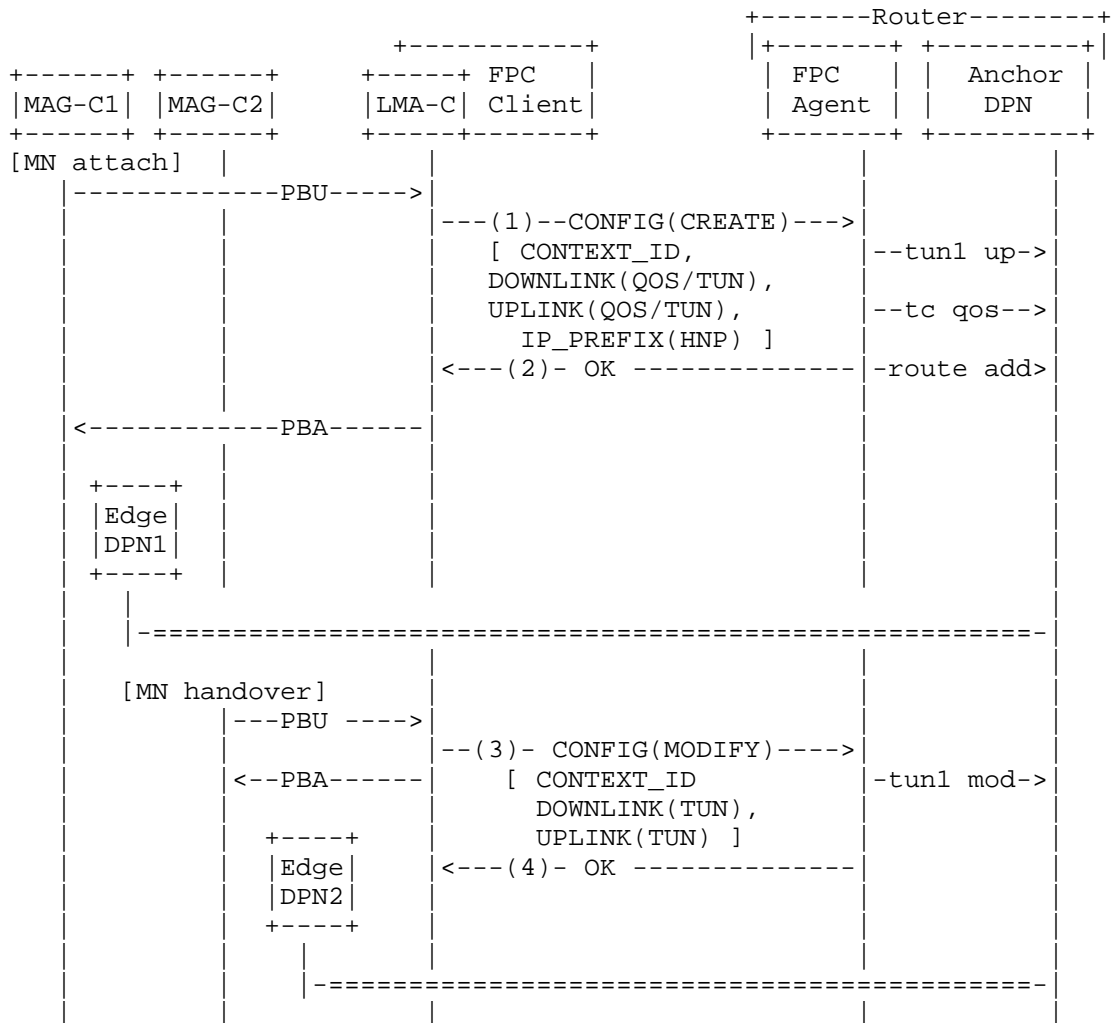 +-------Router--------+
+-----------+ |+-------+ +---------+|
+------+ +------+ +-----+ FPC | | FPC | | Anchor |
|MAG-C1| |MAG-C2| |LMA-C| Client| | Agent | | DPN |
+------+ +------+ +-----+-------+ +-------+ +---------+
[MN attach] | | | |
|-------------PBU----->| | |
| | |---(1)--CONFIG(CREATE)--->| |
| | | [ CONTEXT_ID, |--tun1 up->|
| | | DOWNLINK(QOS/TUN), | |
| | | UPLINK(QOS/TUN), |--tc qos-->|
| | | IP_PREFIX(HNP) ] | |
| | |<---(2)- OK --------------|-route add>|
| | | | |
|<------------PBA------| | |
| | | | |
| +----+ | | | |
| |Edge| | | | |
| |DPN1| | | | |
| +----+ | | | |
| | |
| |-=======================================================-|
| | | |
| [MN handover] | | |
| |---PBU ---->| | |
| | |--(3)- CONFIG(MODIFY)---->| |
| |<--PBA------| [ CONTEXT_ID |-tun1 mod->|
| | | DOWNLINK(TUN), | |
| | +----+ | UPLINK(TUN) ] | |
| | |Edge| |<---(4)- OK --------------| |
| | |DPN2| | | |
| | +----+ | | |
| | | | | |
| | |-============================================-|
| | | | |